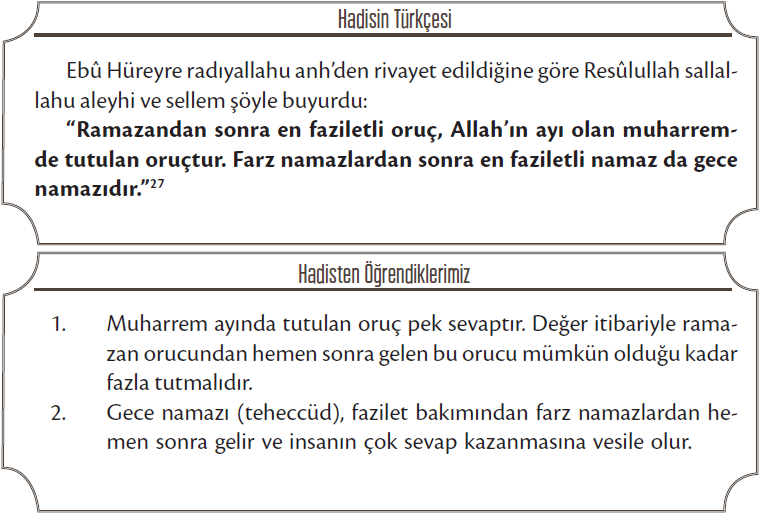 Hadisin Türkçesi
Ebû Hüreyre radıyallahu anh’den rivayet edildiğine göre Resûlullah sallal-
lahu aleyhi ve sellem şöyle buyurdu:
“Ramazandan sonra en faziletli oruç, Allah’ın ayı olan muharrem-
de tutulan oruçtur. Farz namazlardan sonra en faziletli namaz da gece
namazıdır.”27
Hadisten Öğrendiklerimiz
1. Muharrem ayında tutulan oruç pek sevaptır. Değer itibariyle rama-
zan orucundan hemen sonra gelen bu orucu mümkün olduğu kadar
fazla tutmalıdır.
2. Gece namazı (teheccüd), fazilet bakımından farz namazlardan he-
men sonra gelir ve insanın çok sevap kazanmasına vesile olur.